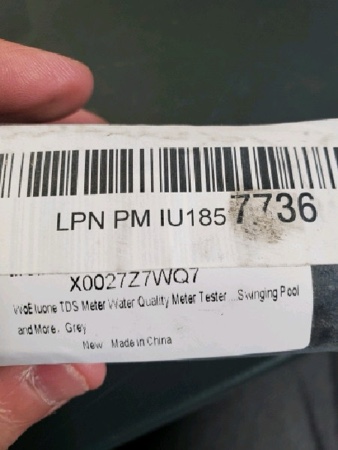 LPN PM IU185 7736
X0027Z7WQ7
WoEluone TDS Meter Water Quality Meter Tester ...Swinging Pool
and More, Grey
New Made in China